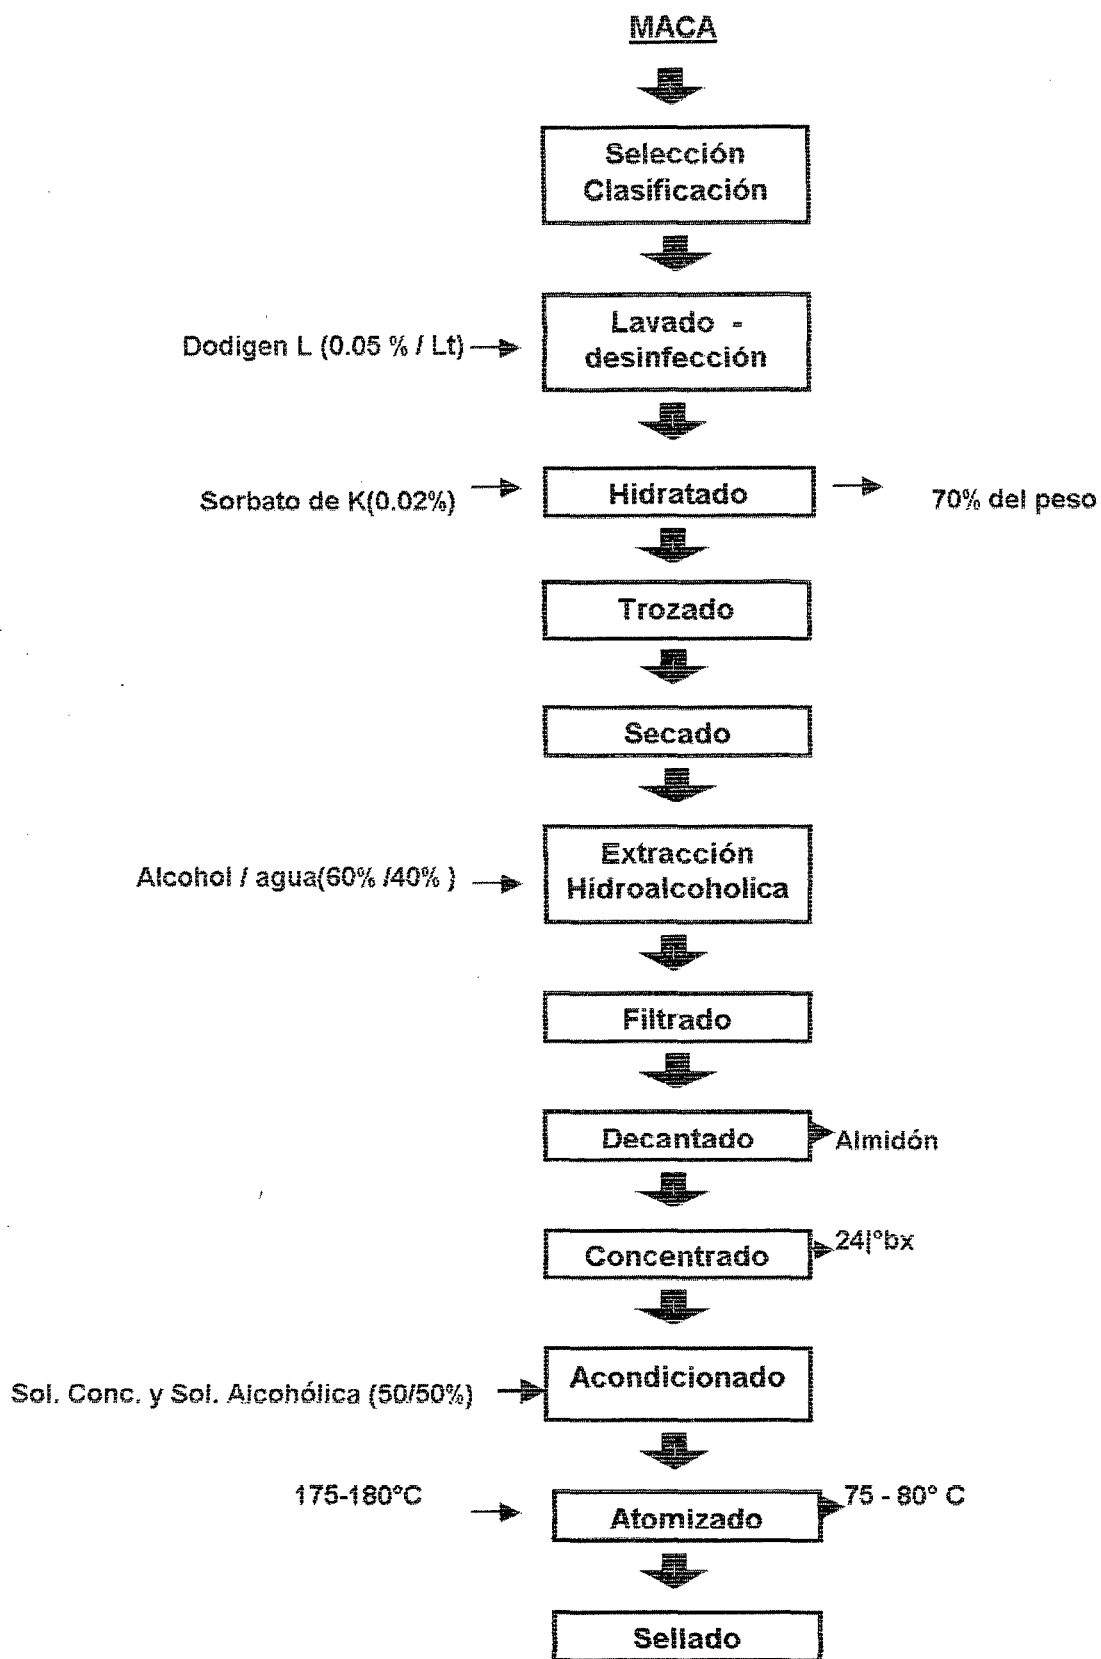 MACA
Selección
Clasificación
Dodigen L (0.05 % / Lt)
Lavado -
desinfección
Sorbato de K(0.02%)
Hidratado
70% del peso
Trozado
Secado
Alcohol / agua(60% /40% )
Extracción
Hidroalcoholica
Filtrado
Decantado
Almidón
Concentrado
24|°bx
Sol. Conc. y Sol. Alcohólica (50/50%)
Acondicionado
175-180°C
Atomizado
75 - 80° C
Sellado